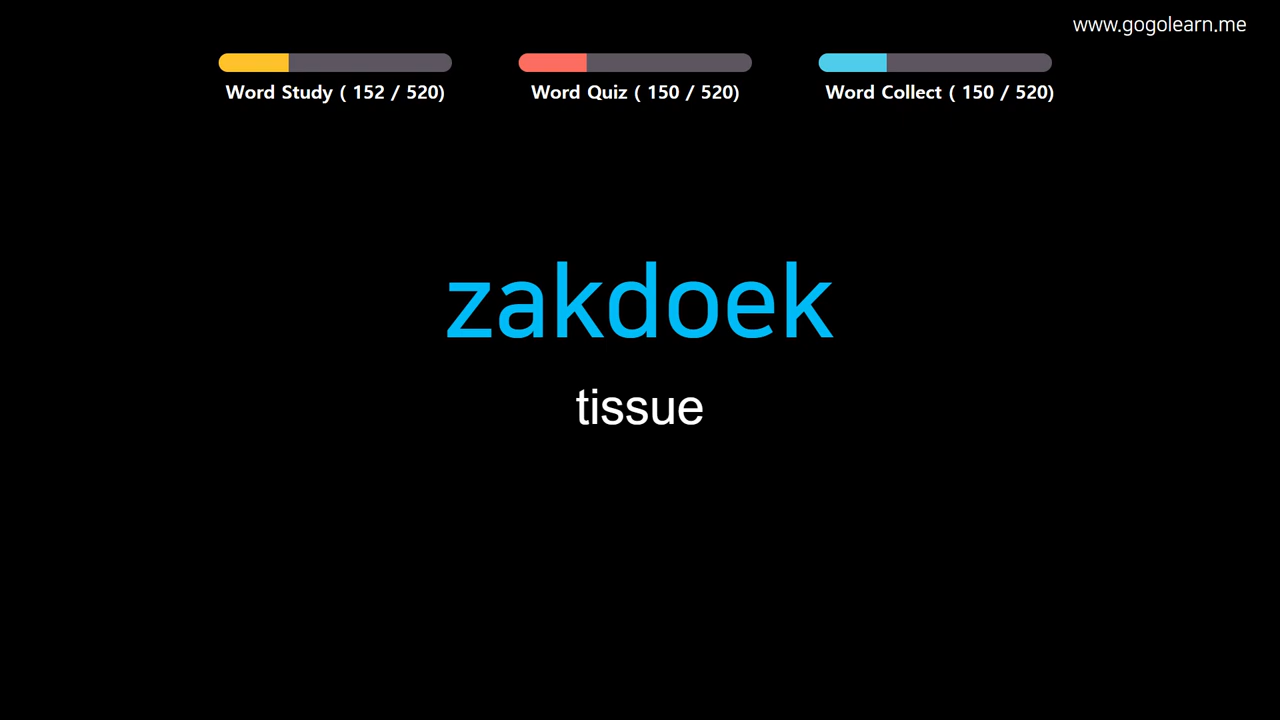 www.gogolearn.me
Word Study ( 152 / 520)
Word Quiz ( 150 / 520)
Word Collect ( 150 / 520)
zakdoek
tissue